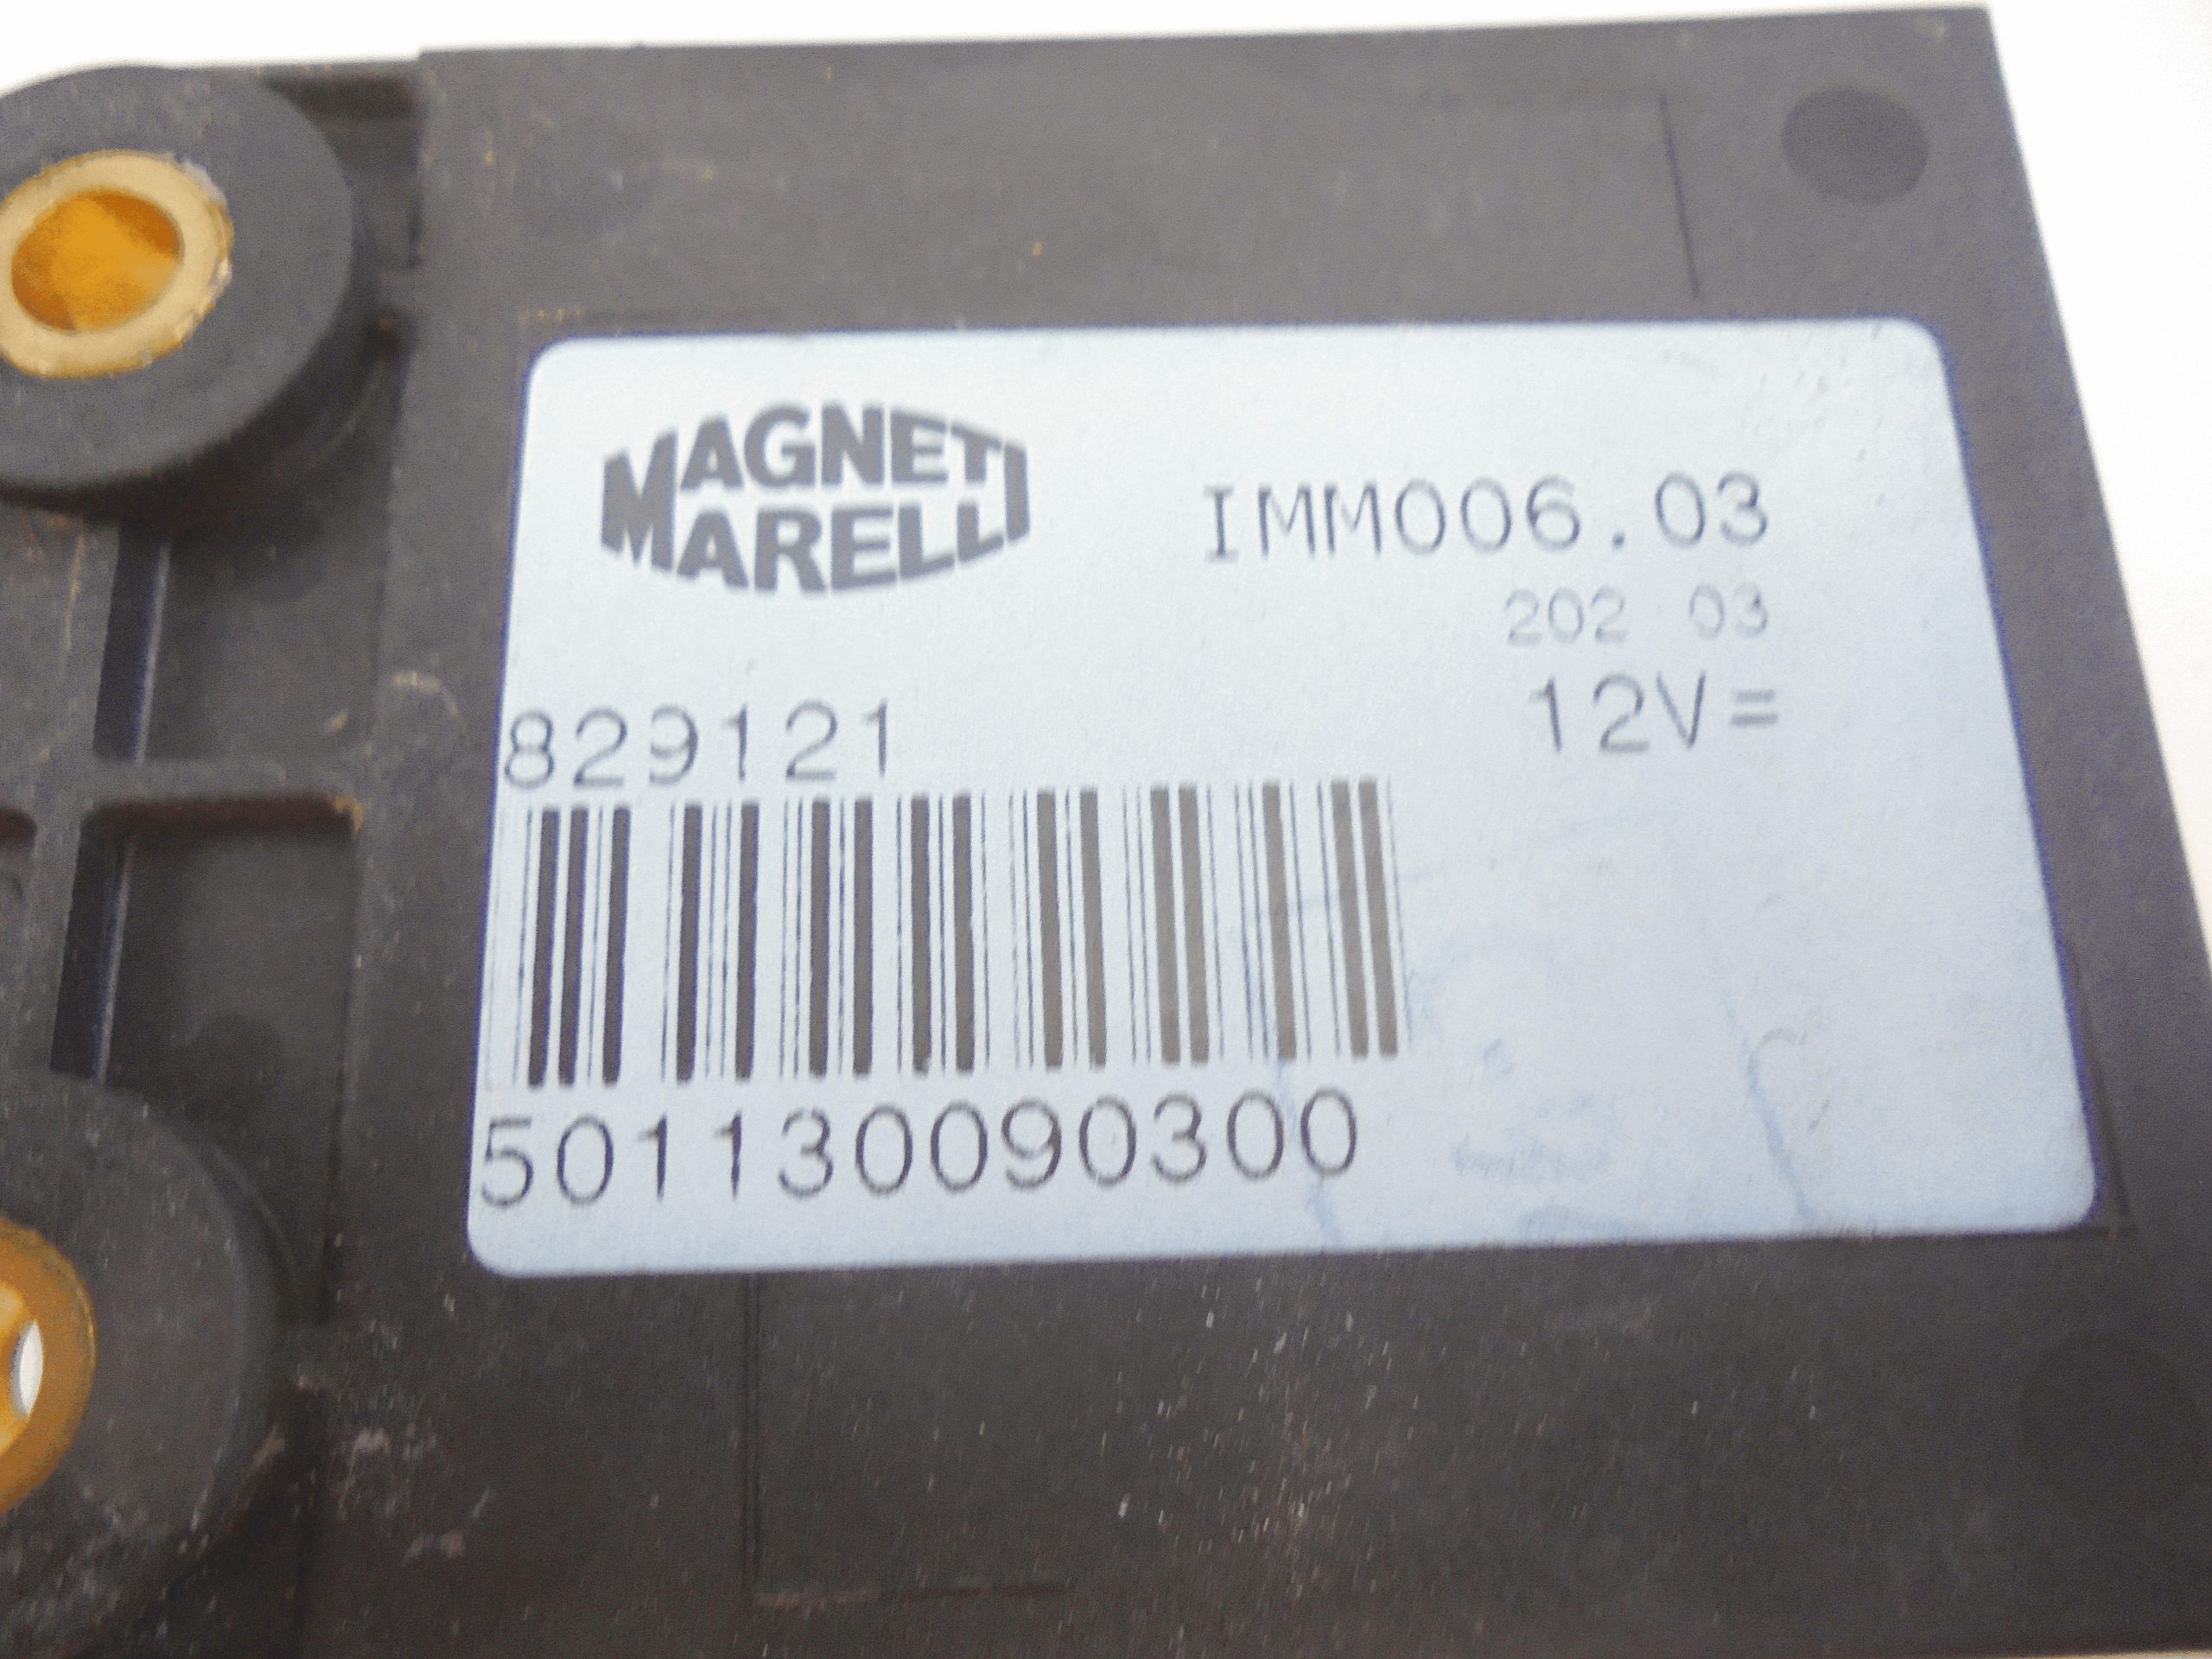 MAGNETI
MARELLI
IMM006.03
202 03
12V=
829121
501130090300